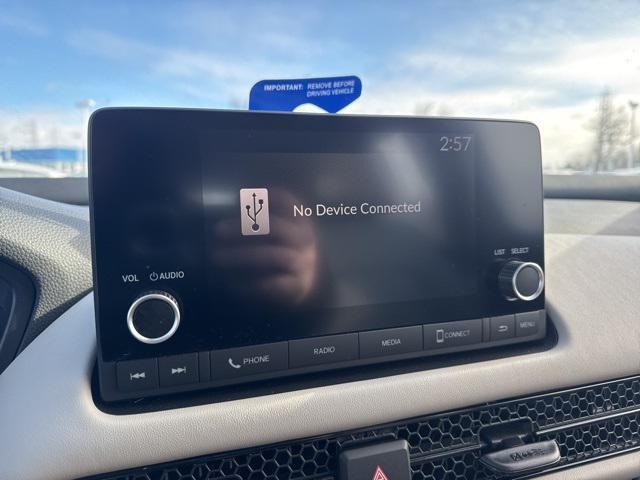 IMPORTANT: REMOVE BEFORE
DRIVING VEHICLE
2:57
No Device Connected
VOL AUDIO
LIST SELECT
PHONE
RADIO
MEDIA
CONNECT
MENU